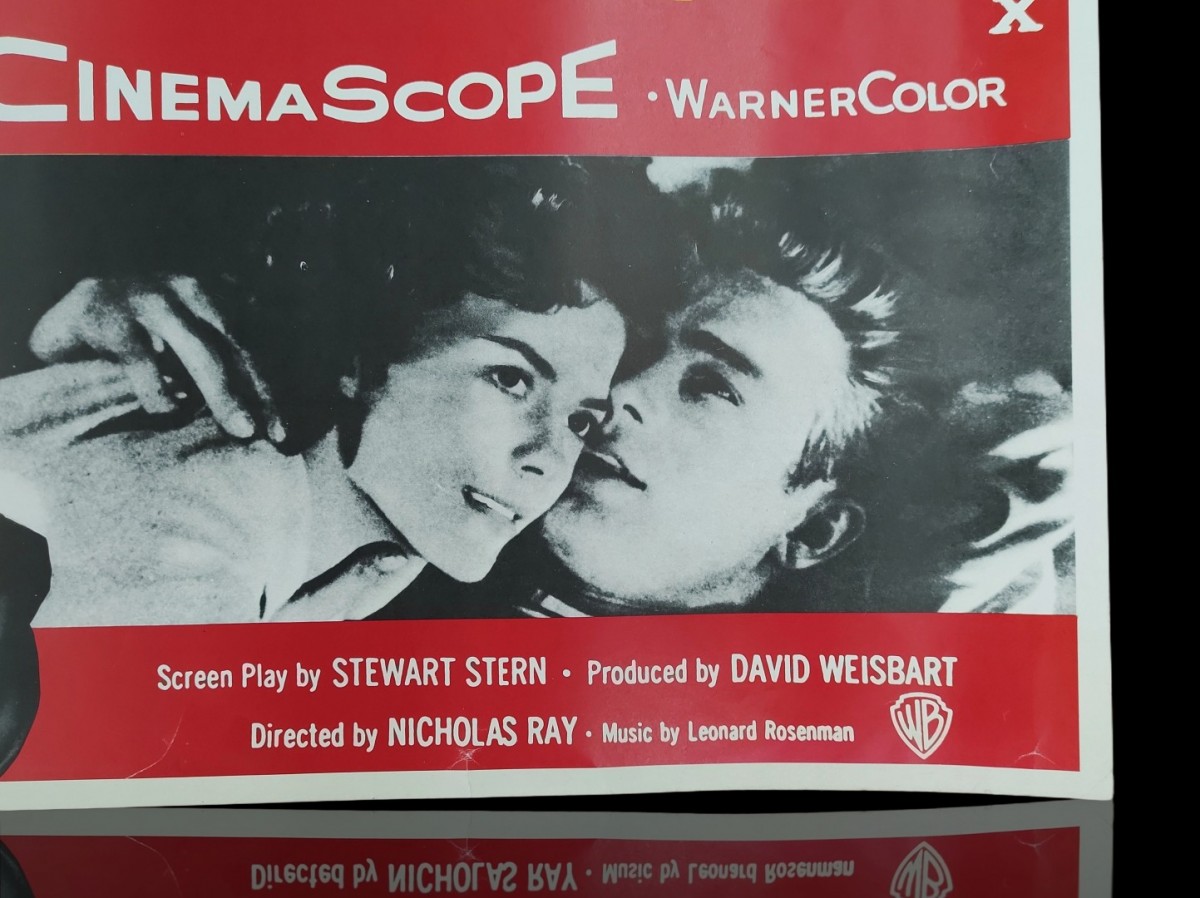 X
CINEMASCOPE · WARNERCOLOR
Screen Play by STEWART STERN · Produced by DAVID WEISBART
Directed by NICHOLAS RAY · Music by Leonard Rosenman
WB
Directed by NICHOLAS RAY · Music by Leonard Rosenman
WB